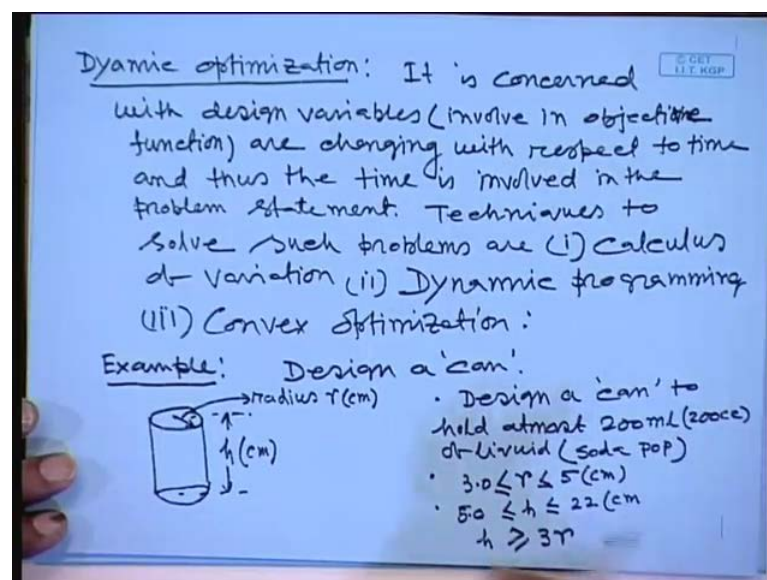 Dyamic optimization: It is concerned
© CET
I.I.T. KGP
with design variables (involve in objective
function) are changing with respect to time
and thus the time is involved in the
problem statement. Techniques to
solve such problems are (i) calculus
of variation (ii) Dynamic programming
(iii) Convex optimization:
Example: Design a 'can'.
radius r(cm)
h(cm)
• Design a 'can' to
hold atmost 200ml (200cc)
of liquid (soda pop)
• 3.0 ≤ r ≤ 5 (cm)
• 5.0 ≤ h ≤ 22 (cm
h ≥ 3r